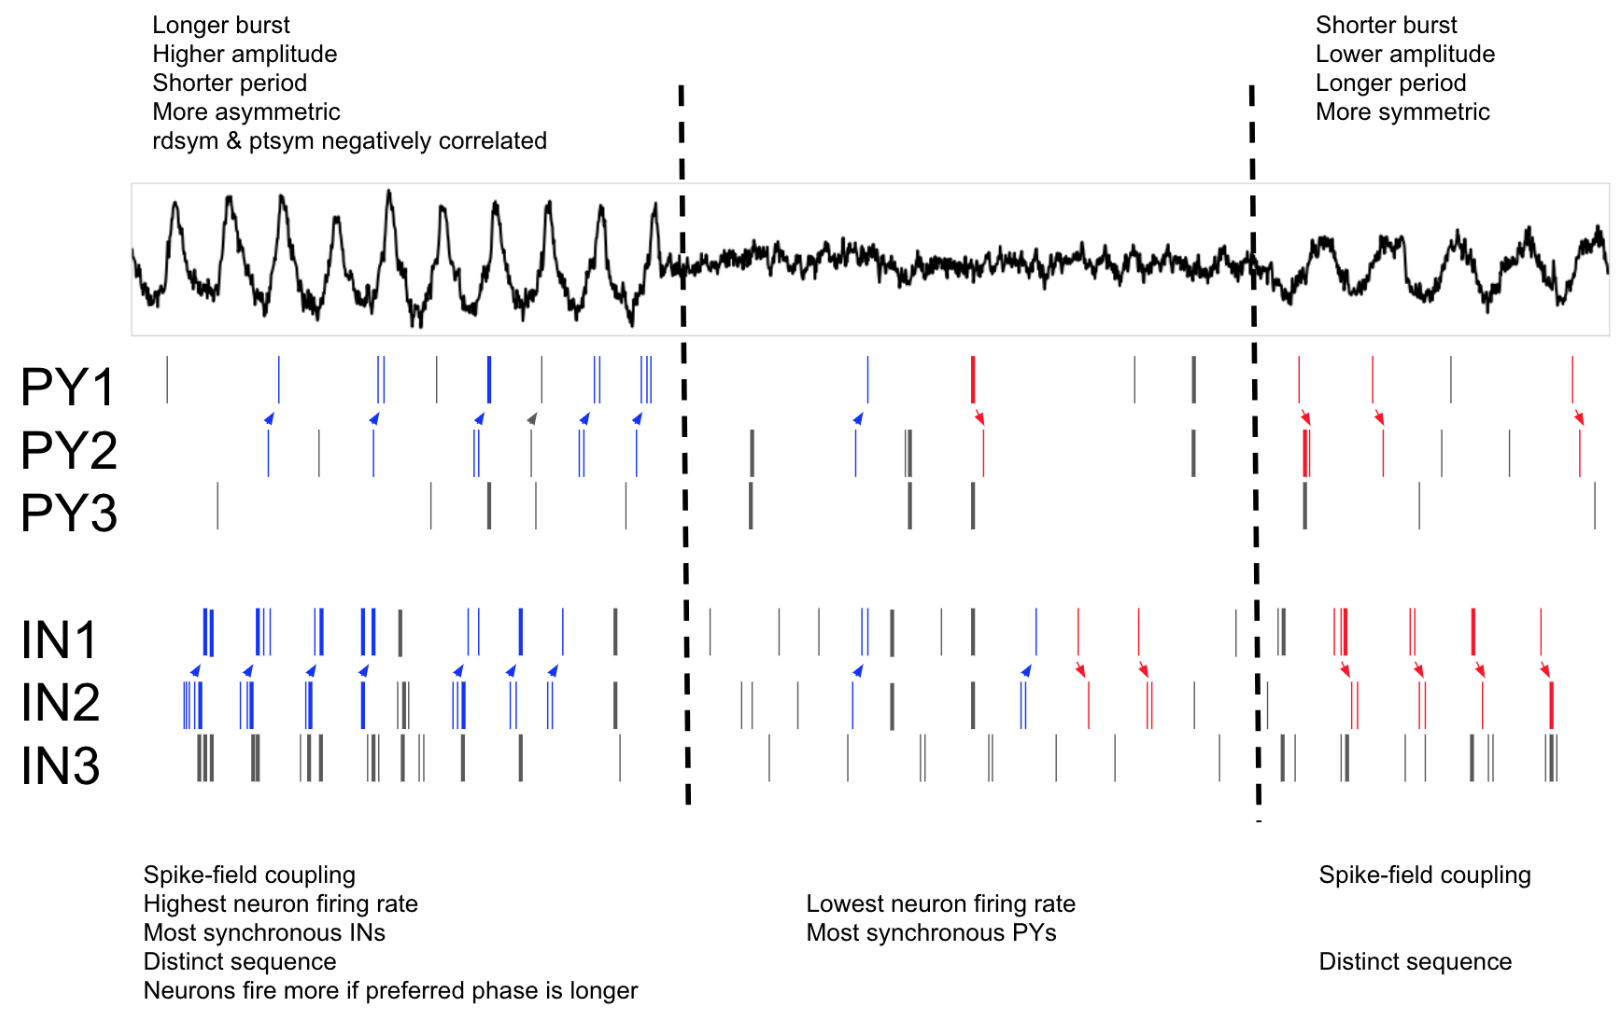 Longer burst
Higher amplitude
Shorter period
More asymmetric
rdsym & ptsym negatively correlated
Shorter burst
Lower amplitude
Longer period
More symmetric
PY1
PY2
PY3
IN1
IN2
IN3
Spike-field coupling
Highest neuron firing rate
Most synchronous INs
Distinct sequence
Neurons fire more if preferred phase is longer
Lowest neuron firing rate
Most synchronous PYs
Spike-field coupling
Distinct sequence